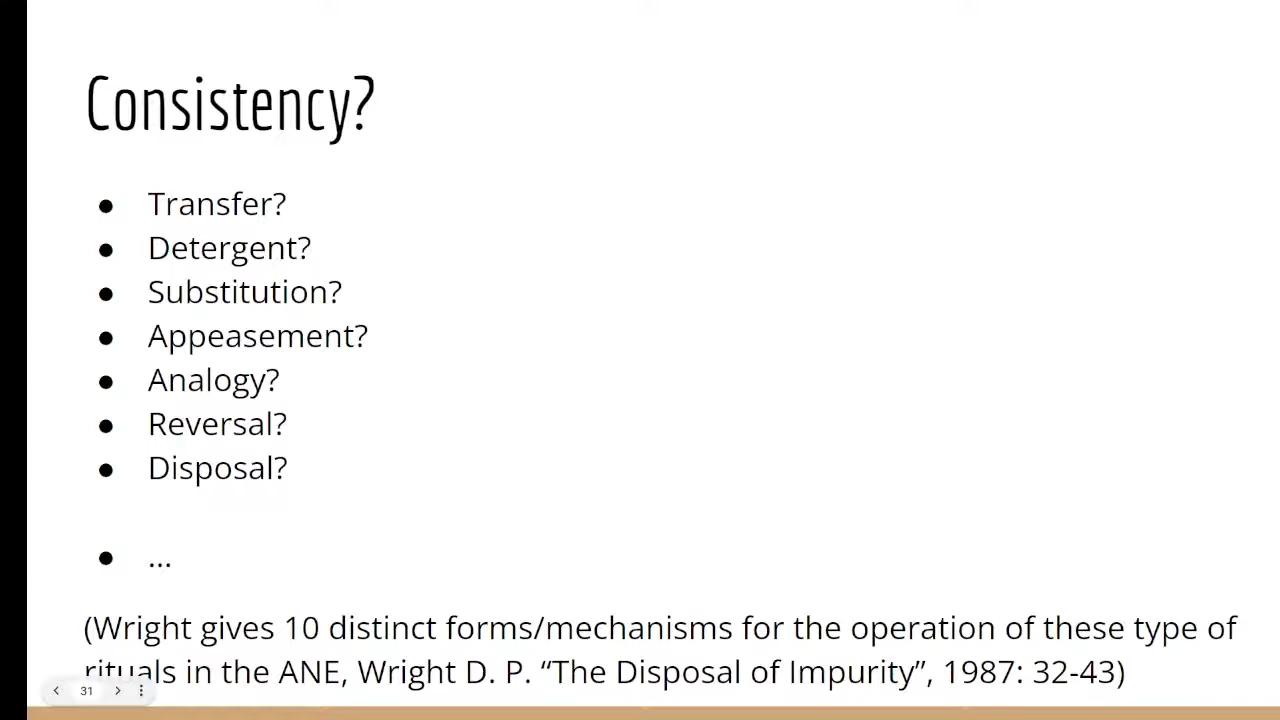 Consistency?
● Transfer?
● Detergent?
● Substitution?
● Appeasement?
● Analogy?
● Reversal?
● Disposal?
● ...
(Wright gives 10 distinct forms/mechanisms for the operation of these type of
rituals in the ANE, Wright D. P. “The Disposal of Impurity”, 1987: 32-43)
31